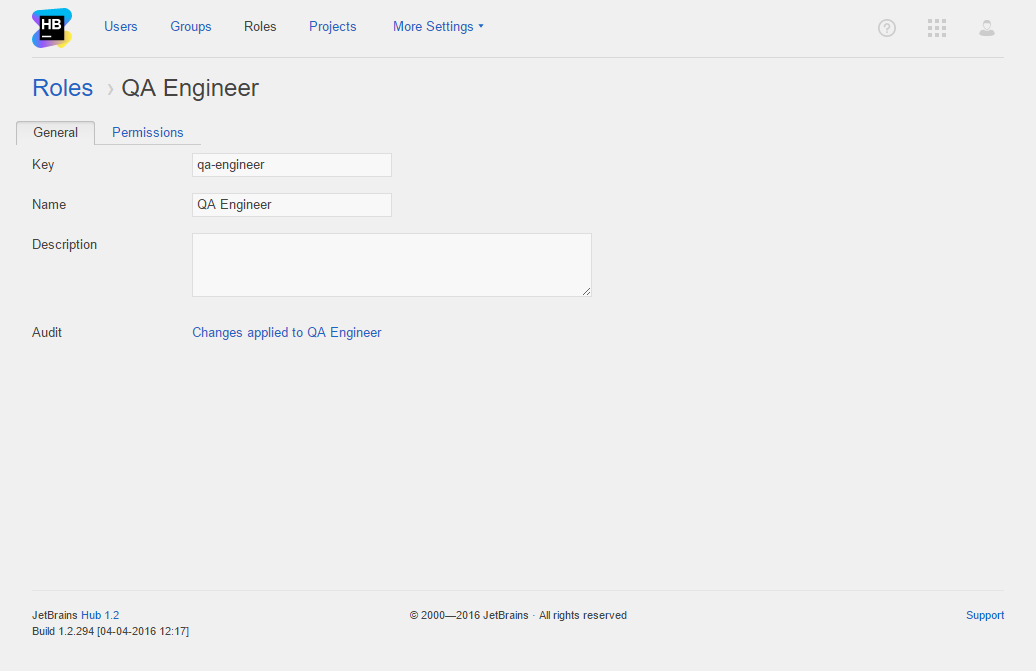 HB
Users Groups Roles Projects More Settings
Roles › QA Engineer
General Permissions
Key qa-engineer
Name QA Engineer
Description
Audit Changes applied to QA Engineer
JetBrains Hub 1.2 © 2000—2016 JetBrains · All rights reserved Support
Build 1.2.294 [04-04-2016 12:17]